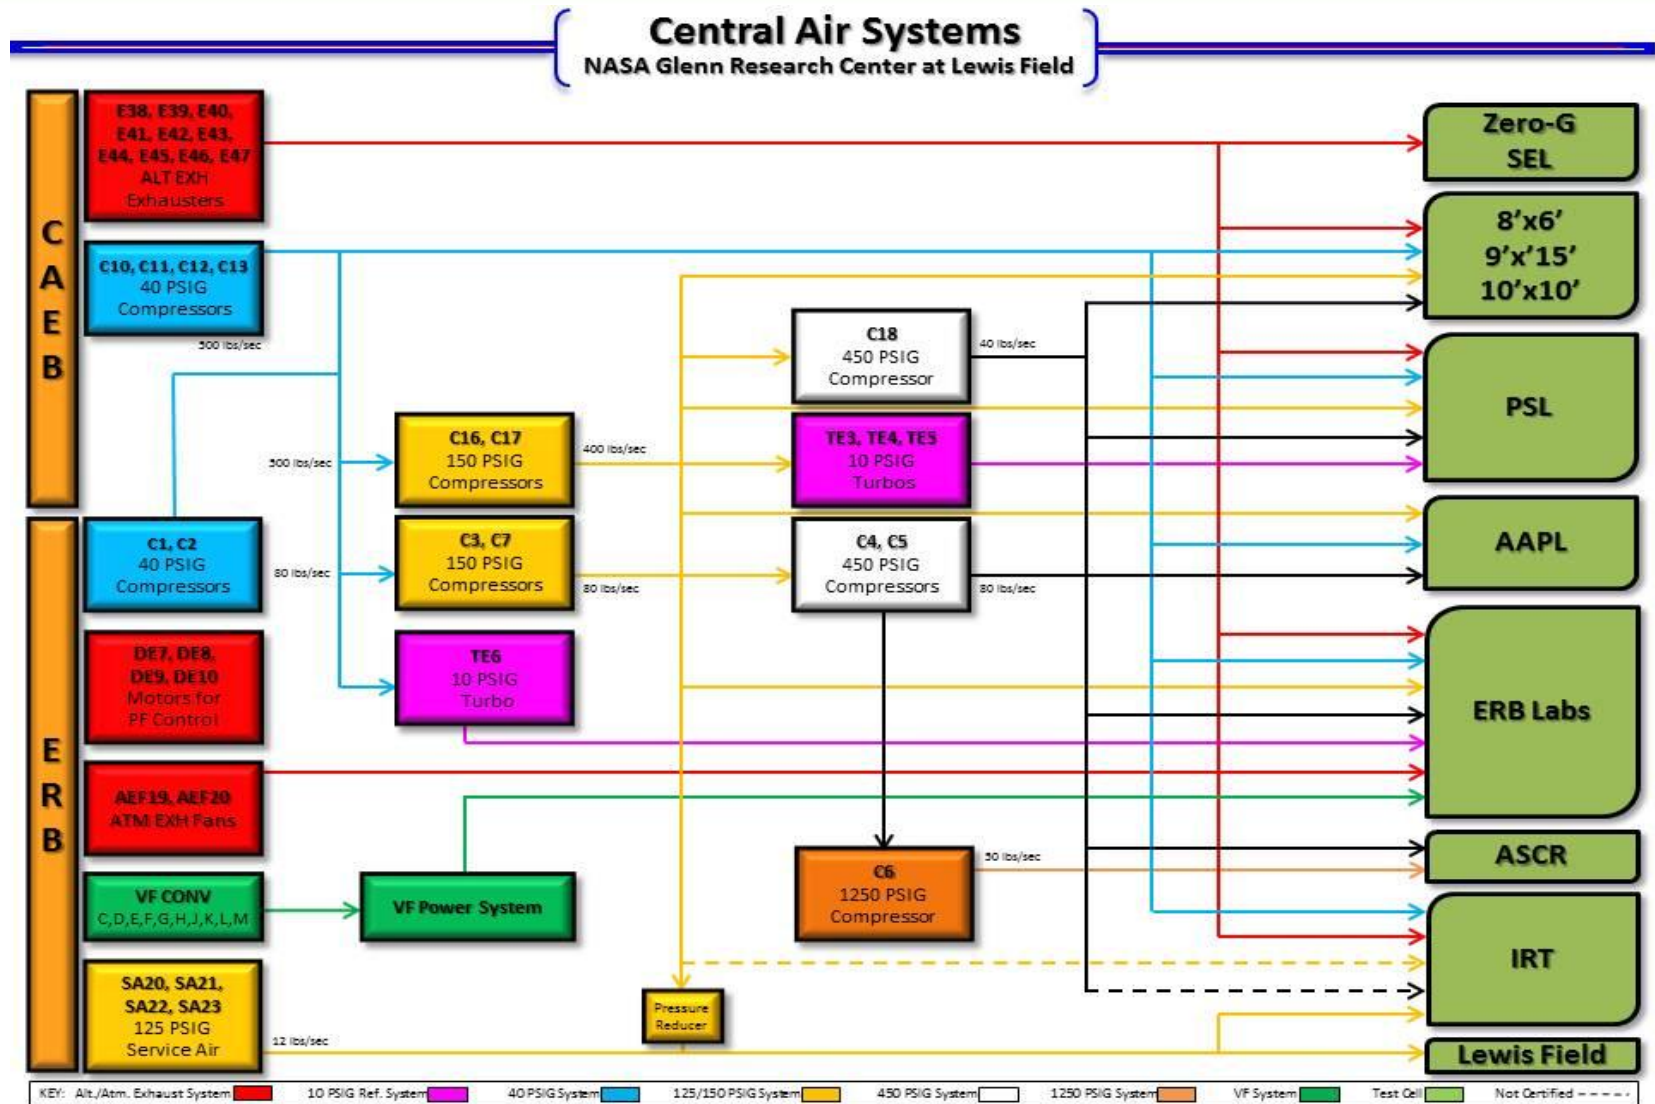 Central Air Systems
NASA Glenn Research Center at Lewis Field
C
A
E
B
E38, E39, E40,
E41, E42, E43,
E44, E45, E46, E47
ALT EXH
Exhausters
C10, C11, C12, C13
40 PSIG
Compressors
300 lbs/sec
300 lbs/sec
80 lbs/sec
C16, C17
150 PSIG
Compressors
400 lbs/sec
C3, C7
150 PSIG
Compressors
80 lbs/sec
TE6
10 PSIG
Turbo
C18
450 PSIG
Compressor
40 lbs/sec
TE3, TE4, TE5
10 PSIG
Turbos
C4, C5
450 PSIG
Compressors
80 lbs/sec
C6
1250 PSIG
Compressor
30 lbs/sec
E
R
B
C1, C2
40 PSIG
Compressors
DE7, DE8,
DE9, DE10
Motors for
PF Control
AEF19, AEF20
ATM EXH Fans
VF CONV
C,D,E,F,G,H,J,K,L,M
VF Power System
SA20, SA21,
SA22, SA23
125 PSIG
Service Air
12 lbs/sec
Pressure
Reducer
Zero-G
SEL
8'x6'
9'x'15'
10'x10'
PSL
AAPL
ERB Labs
ASCR
IRT
Lewis Field
KEY: Alt./Atm. Exhaust System 10 PSIG Ref. System 40 PSIG System 125/150 PSIG System 450 PSIG System 1250 PSIG System VF System Test Cell Not Certified